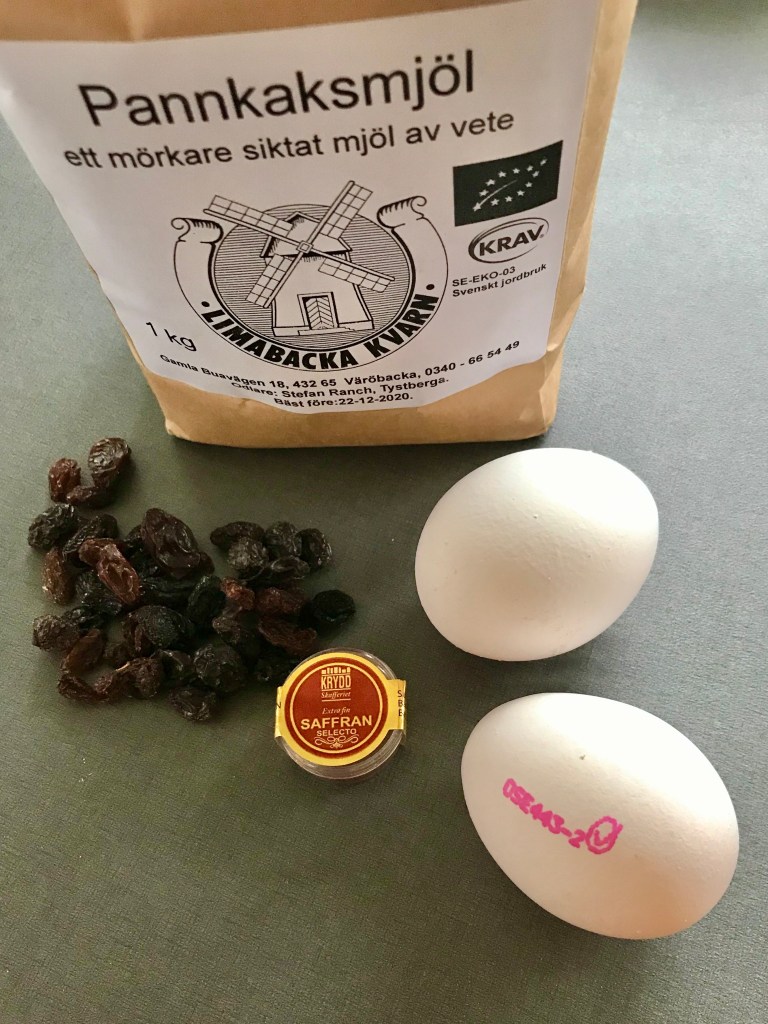 Pannkaksmjöl
ett mörkare siktat mjöl av vete
KRAV
SE-EKO-03
Svenskt jordbruk
1 kg
· LIMABACKA KVARN ·
Gamla Buavägen 18, 432 65 Väröbacka, 0340 - 66 54 49
Odlare: Stefan Ranch, Tystberga.
Bäst före:22-12-2020.
KRYDD
Skafferiet
Extra fin
SAFFRAN
SELECTO
0SE443-2